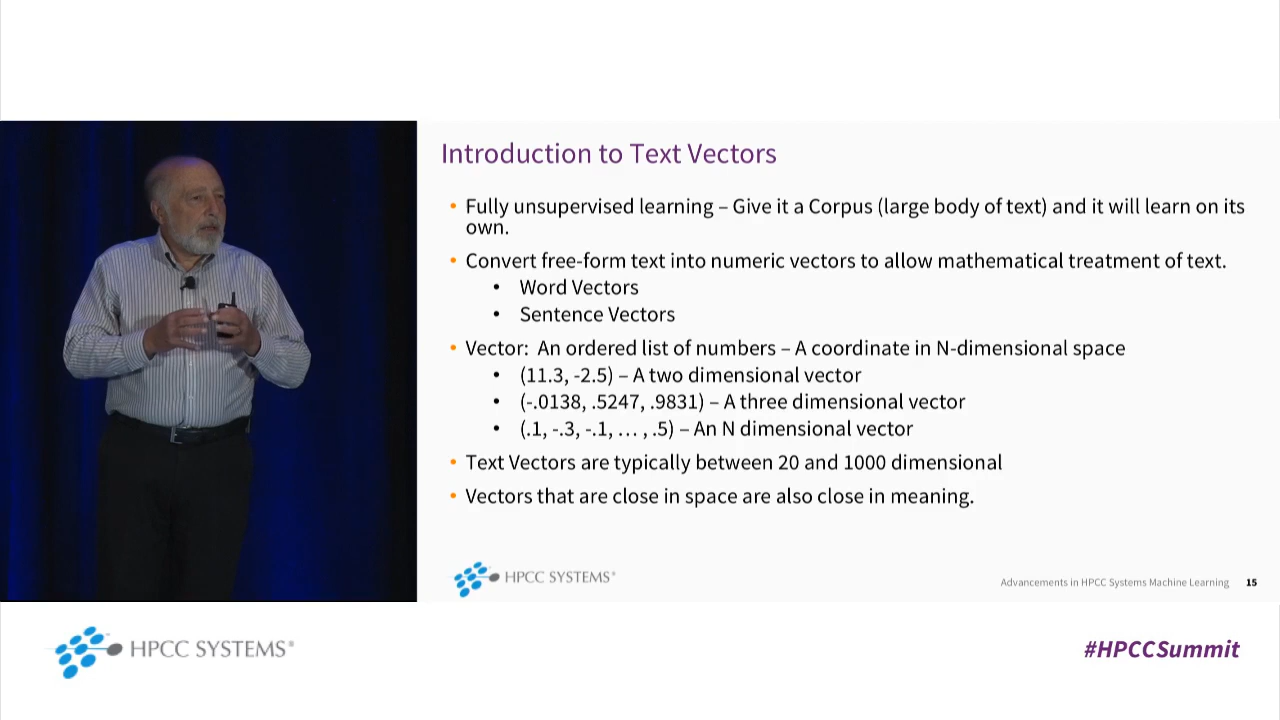 Introduction to Text Vectors
• Fully unsupervised learning – Give it a Corpus (large body of text) and it will learn on its
own.
• Convert free-form text into numeric vectors to allow mathematical treatment of text.
• Word Vectors
• Sentence Vectors
• Vector: An ordered list of numbers – A coordinate in N-dimensional space
• (11.3, -2.5) – A two dimensional vector
• (-.0138, .5247, .9831) – A three dimensional vector
• (.1, -.3, -.1, … , .5) – An N dimensional vector
• Text Vectors are typically between 20 and 1000 dimensional
• Vectors that are close in space are also close in meaning.
HPCC SYSTEMS®
Advancements in HPCC Systems Machine Learning 15
HPCC SYSTEMS®
#HPCCSummit